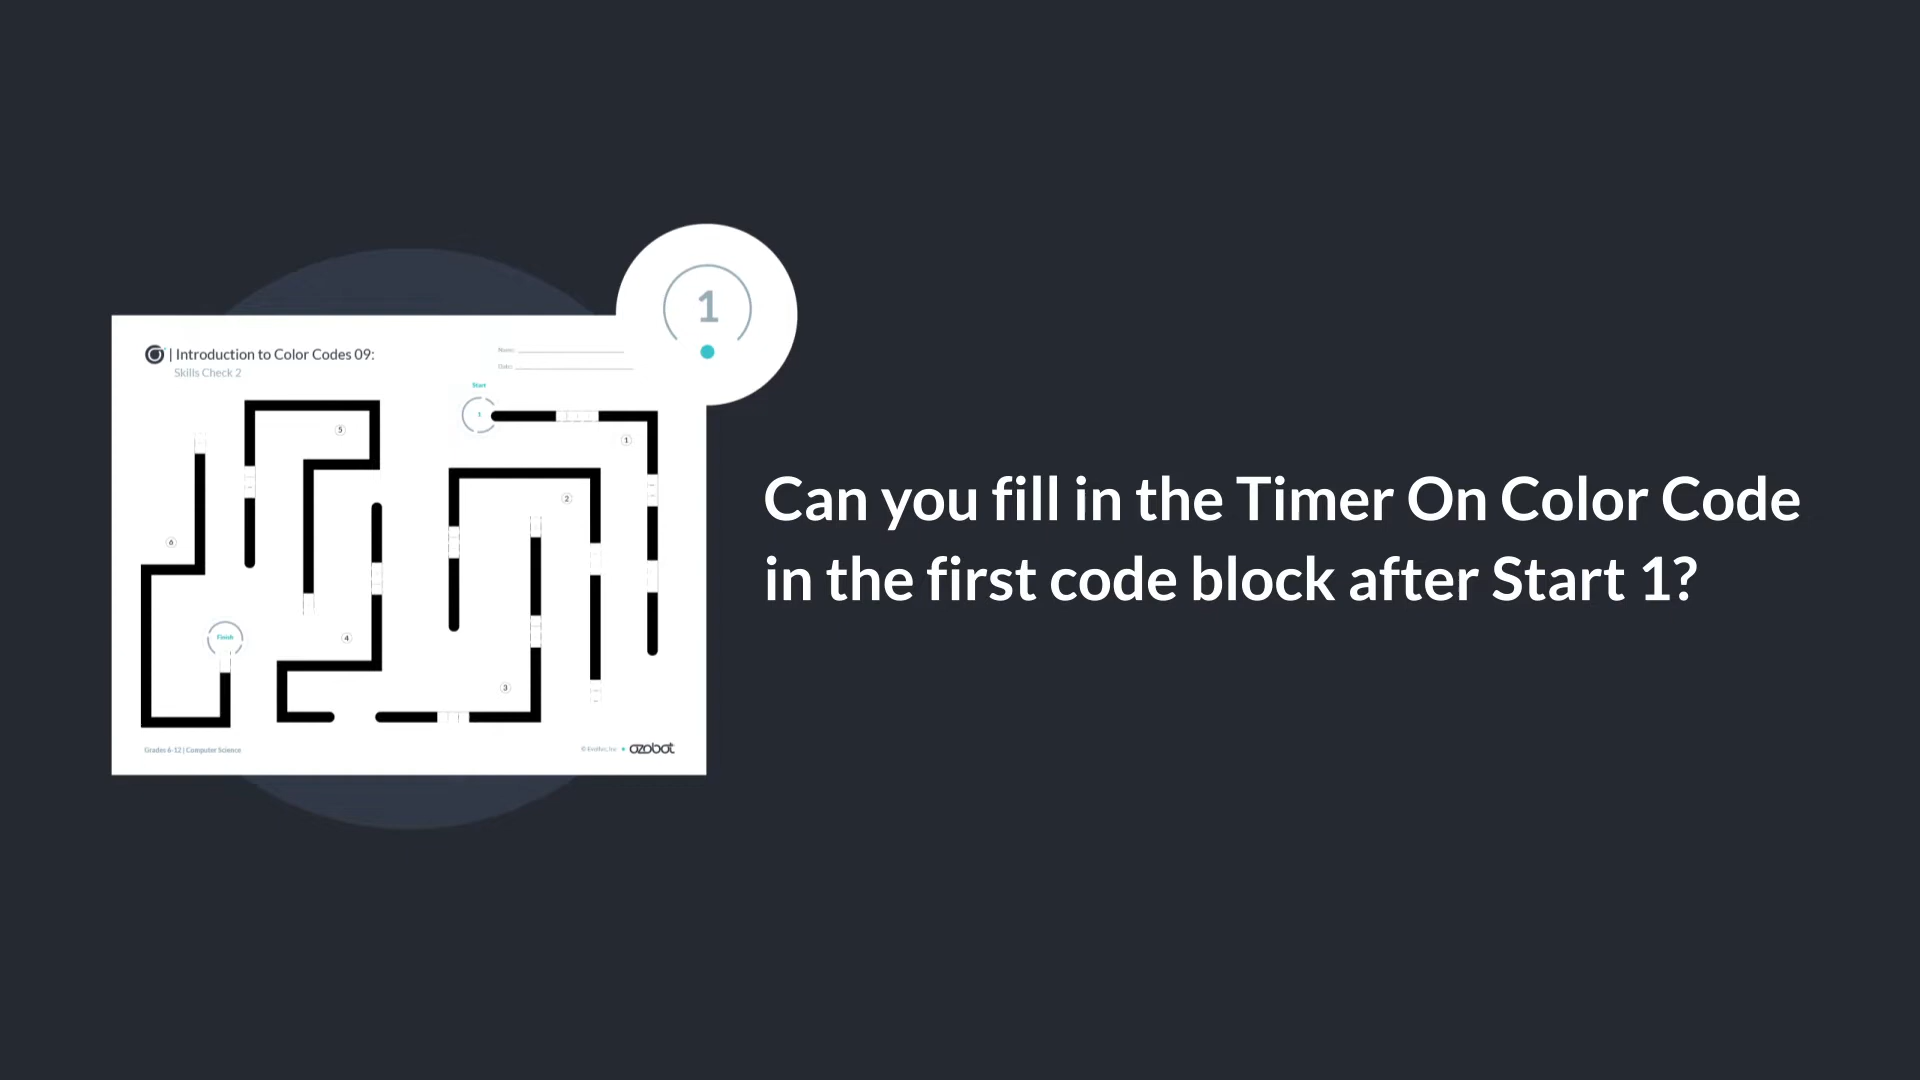 1
| Introduction to Color Codes 09:
Skills Check 2
Name:
Date:
Start
1
5
1
2
6
Finish
4
3
Grades 6-12 | Computer Science
© Evollve, Inc • ozobot
Can you fill in the Timer On Color Code
in the first code block after Start 1?